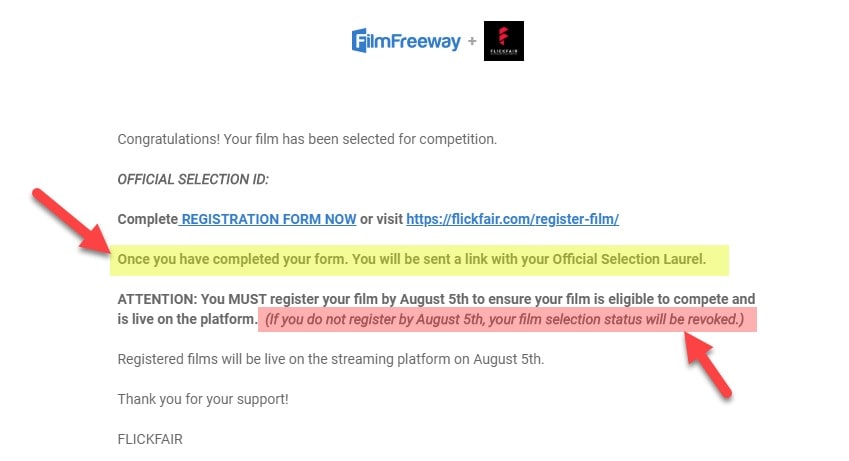 FilmFreeway +
FLICKFAIR
Congratulations! Your film has been selected for competition.
OFFICIAL SELECTION ID:
Complete REGISTRATION FORM NOW or visit https://flickfair.com/register-film/
Once you have completed your form. You will be sent a link with your Official Selection Laurel.
ATTENTION: You MUST register your film by August 5th to ensure your film is eligible to compete and
is live on the platform. (If you do not register by August 5th, your film selection status will be revoked.)
Registered films will be live on the streaming platform on August 5th.
Thank you for your support!
FLICKFAIR